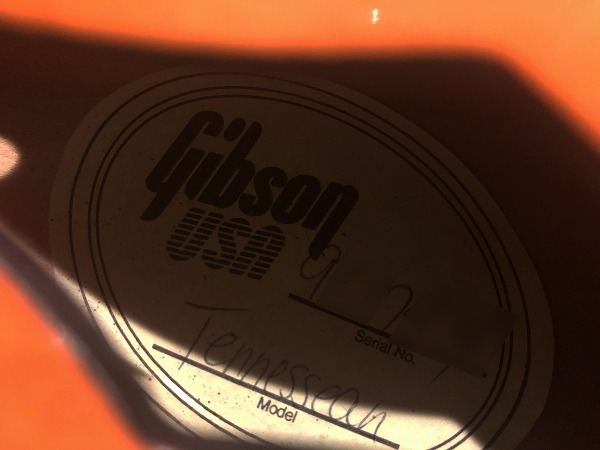 Gibson
USA
Serial No.
Tennessean
Model